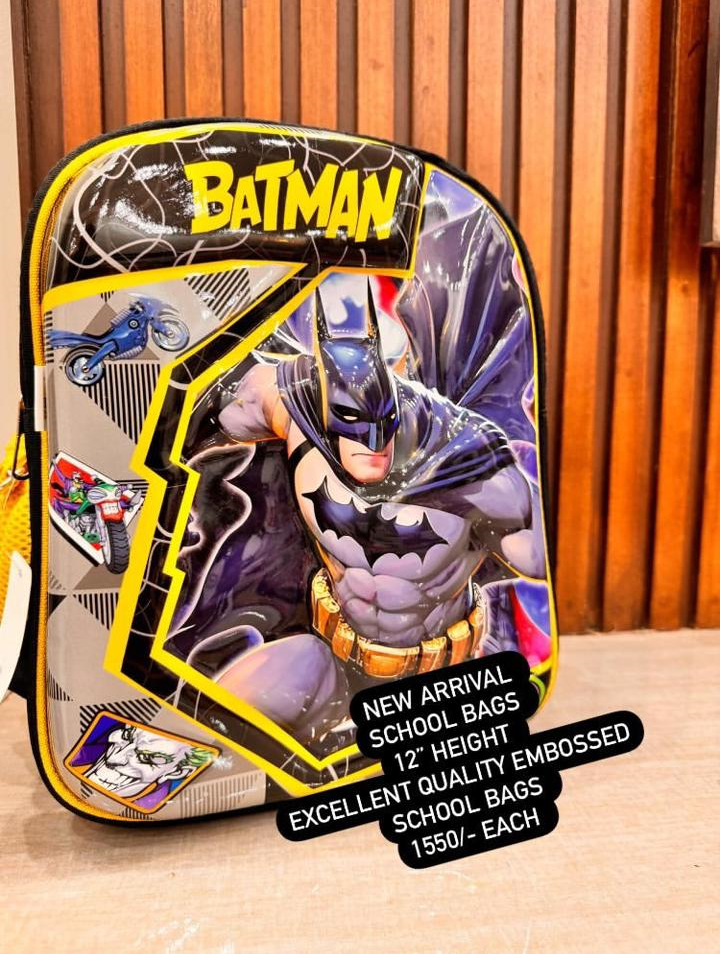 BATMAN
NEW ARRIVAL
SCHOOL BAGS
12" HEIGHT
EXCELLENT QUALITY EMBOSSED
SCHOOL BAGS
1550/- EACH